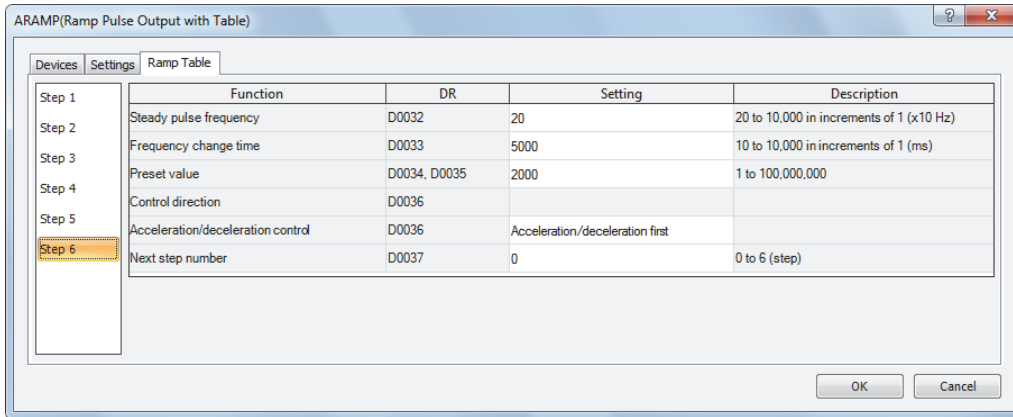 ARAMP(Ramp Pulse Output with Table)
?
Devices Settings Ramp Table
Step 1
Step 2
Step 3
Step 4
Step 5
Step 6
Function DR Setting Description
Steady pulse frequency D0032 20 20 to 10,000 in increments of 1 (x10 Hz)
Frequency change time D0033 5000 10 to 10,000 in increments of 1 (ms)
Preset value D0034, D0035 2000 1 to 100,000,000
Control direction D0036
Acceleration/deceleration control D0036 Acceleration/deceleration first
Next step number D0037 0 0 to 6 (step)
OK Cancel